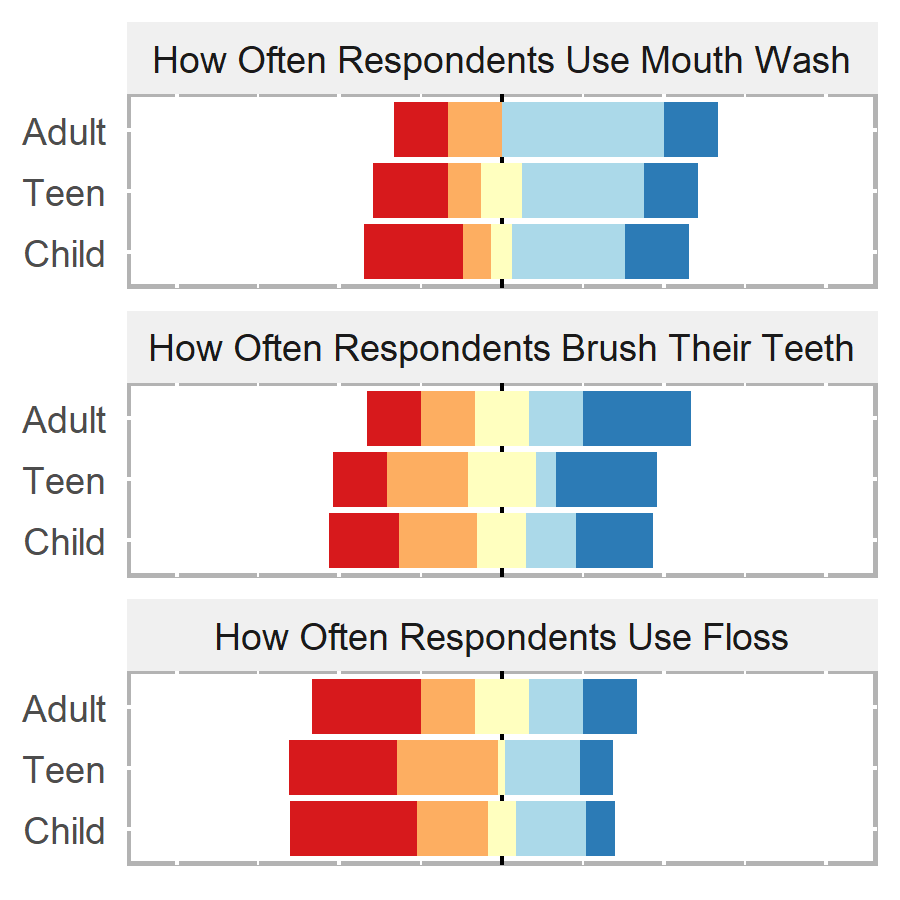 How Often Respondents Use Mouth Wash
Adult
Teen
Child
How Often Respondents Brush Their Teeth
Adult
Teen
Child
How Often Respondents Use Floss
Adult
Teen
Child